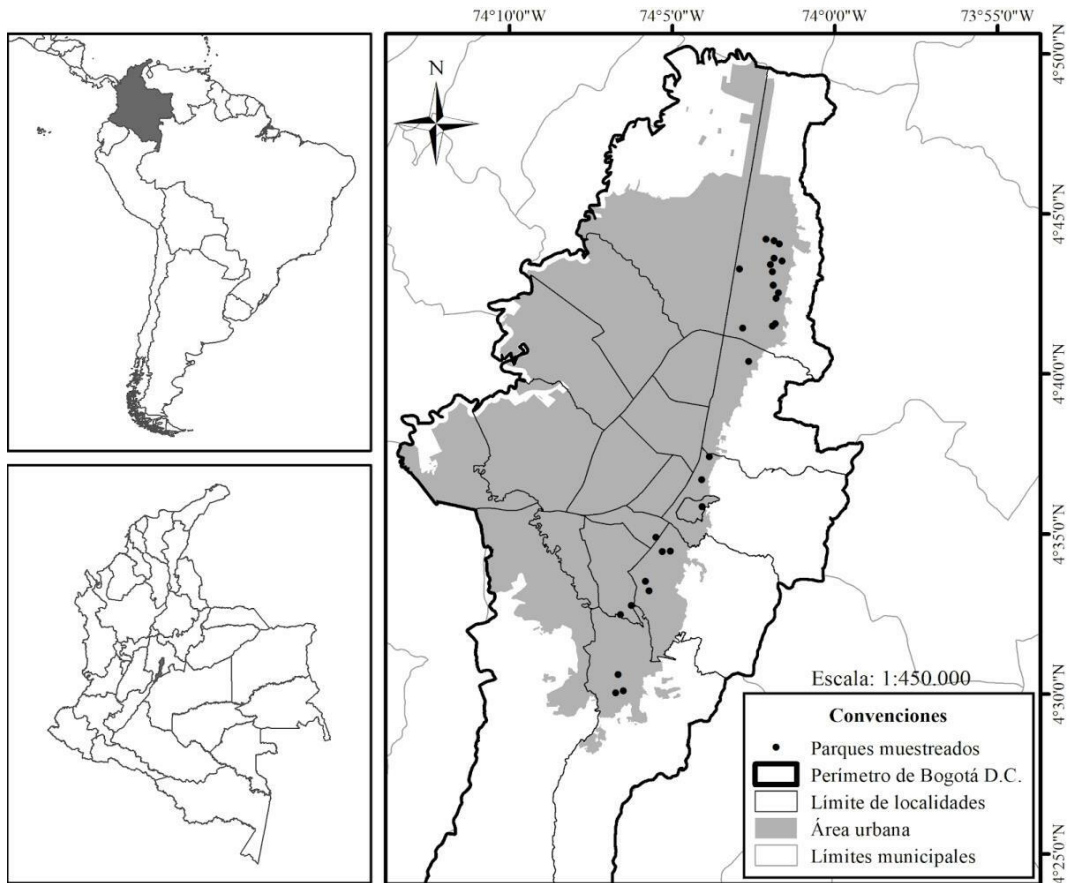 74°10'0"W
74°5'0"W
74°0'0"W
73°55'0"W
N
4°50'0"N
4°45'0"N
4°40'0"N
4°35'0"N
4°30'0"N
4°25'0"N
Escala: 1:450.000
Convenciones
Parques muestreados
Perímetro de Bogotá D.C.
Límite de localidades
Área urbana
Límites municipales